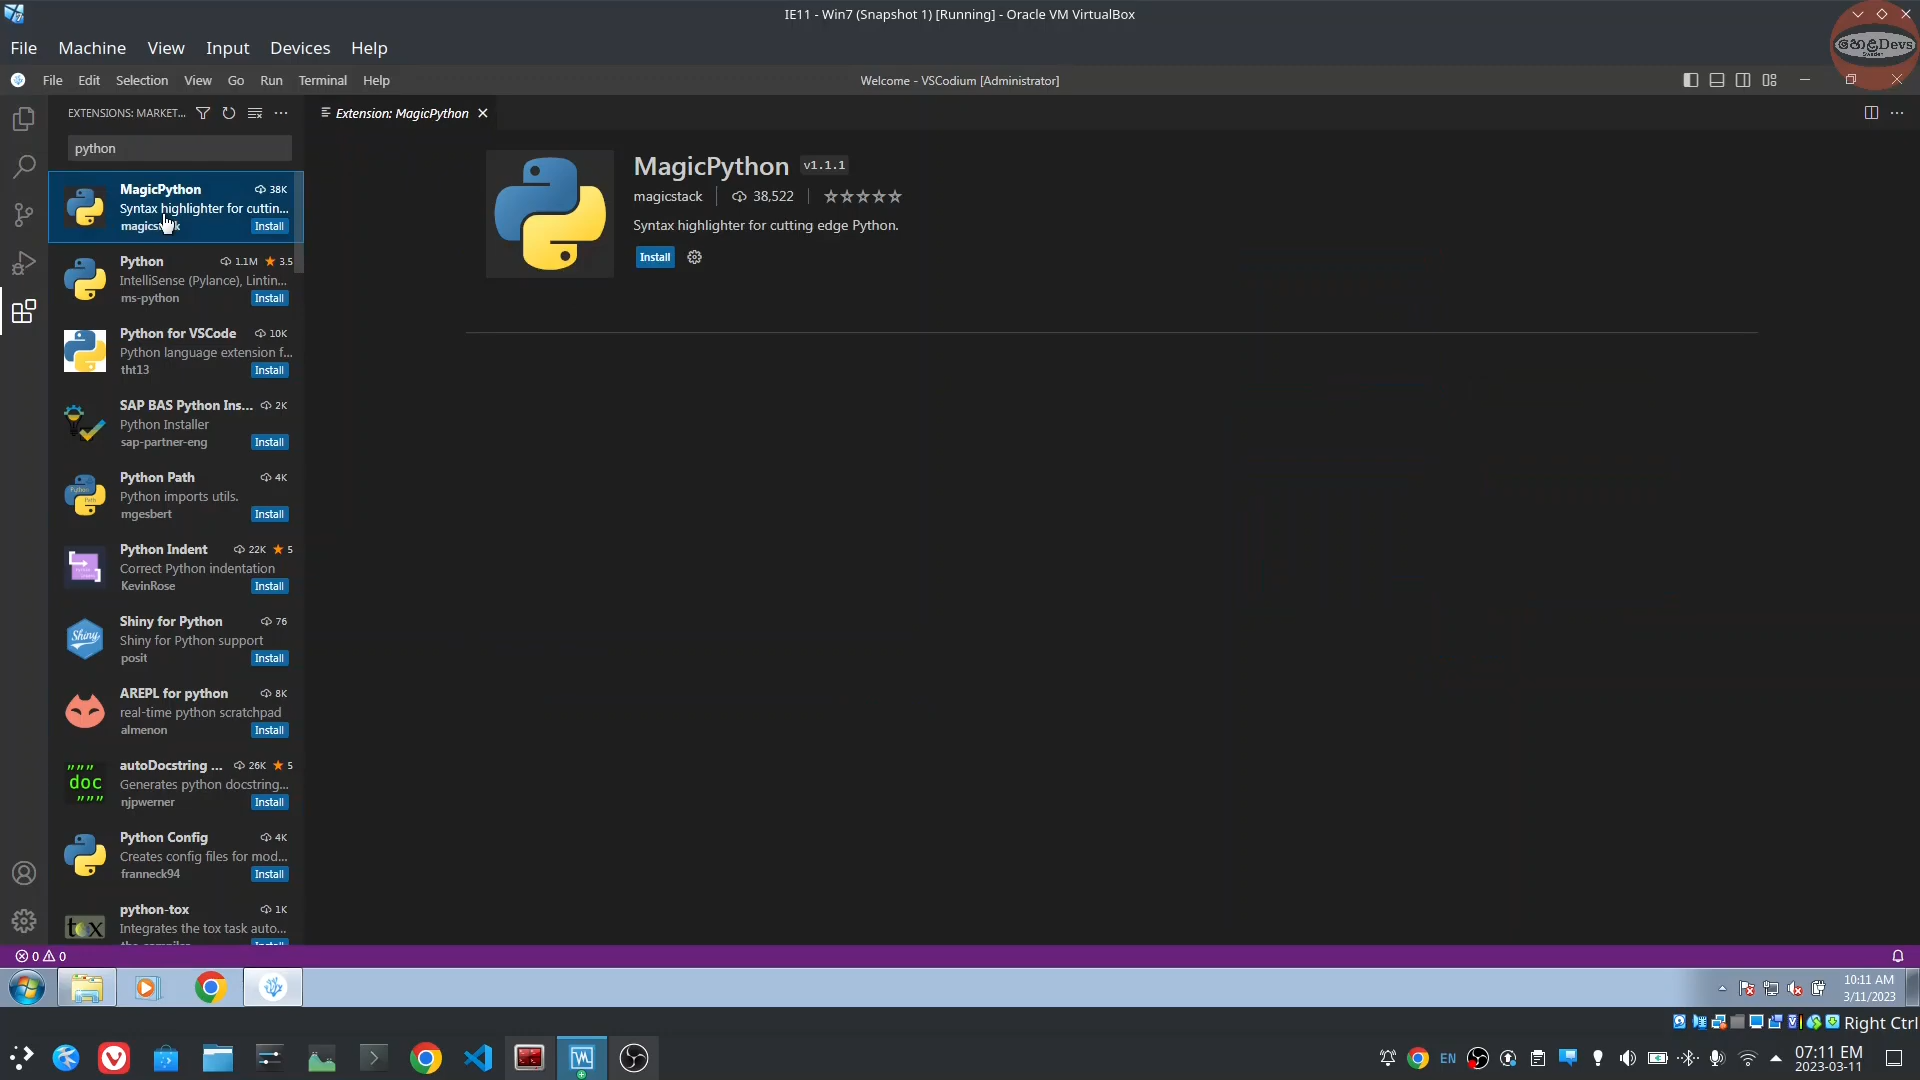 IE11 - Win7 (Snapshot 1) [Running] - Oracle VM VirtualBox
File Machine View Input Devices Help
File Edit Selection View Go Run Terminal Help
Welcome - VSCodium [Administrator]
EXTENSIONS: MARKET...
Extension: MagicPython
python
MagicPython 38K
Syntax highlighter for cuttin...
Install
Python 1.1M 3.5
IntelliSense (Pylance), Lintin...
ms-python Install
Python for VSCode 10K
Python language extension f...
tht13 Install
SAP BAS Python Ins... 2K
Python Installer
sap-partner-eng Install
Python Path 4K
Python imports utils.
mgesbert Install
Python Indent 22K 5
Correct Python indentation
KevinRose Install
Shiny for Python 76
Shiny for Python support
posit Install
AREPL for python 8K
real-time python scratchpad
almenon Install
autoDocstring ... 26K 5
Generates python docstring...
njpwerner Install
Python Config 4K
Creates config files for mod...
franneck94 Install
python-tox 1K
Integrates the tox task auto...
MagicPython v1.1.1
magicstack 38,522
Syntax highlighter for cutting edge Python.
Install
Shiny
doc
tox
0 0
10:11 AM
3/11/2023
Right Ctrl
EN
07:11 EM
2023-03-11